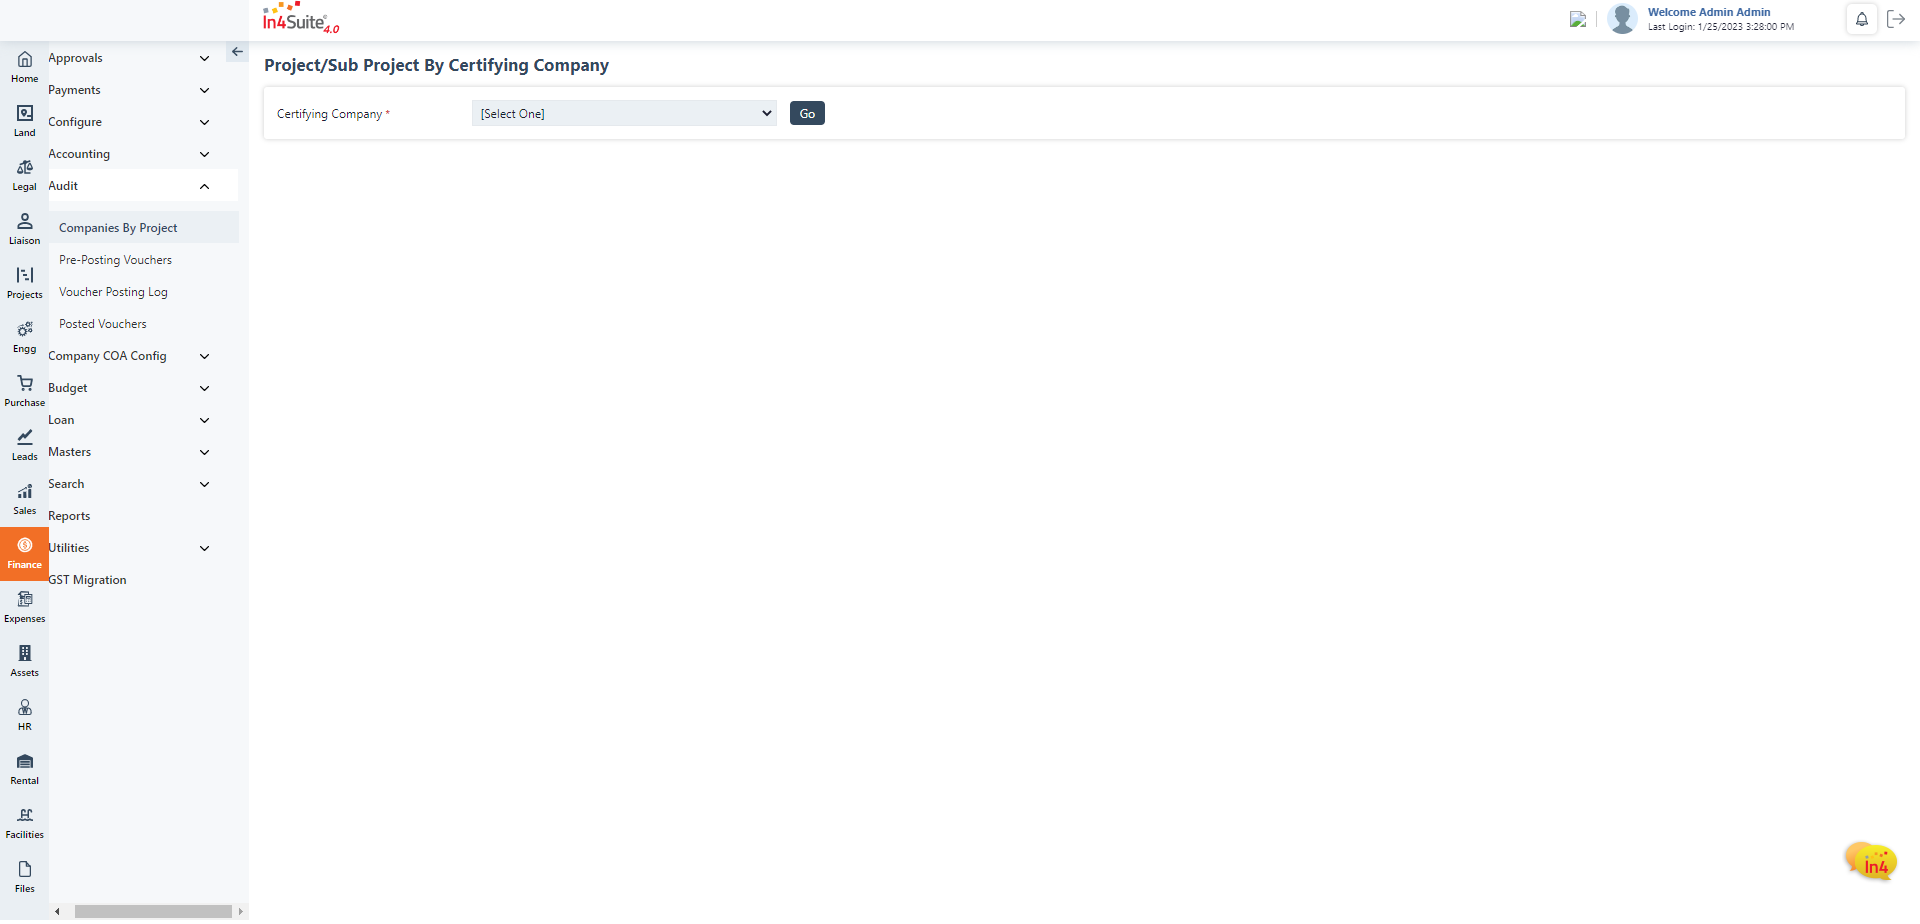 In4Suite® 4.0
Welcome Admin Admin
Last Login: 1/25/2023 3:28:00 PM
Home
Land
Legal
Liaison
Projects
Engg
Purchase
Leads
Sales
Finance
Expenses
Assets
HR
Rental
Facilities
Files
Approvals
Payments
Configure
Accounting
Audit
Companies By Project
Pre-Posting Vouchers
Voucher Posting Log
Posted Vouchers
Company COA Config
Budget
Loan
Masters
Search
Reports
Utilities
GST Migration
Project/Sub Project By Certifying Company
Certifying Company * [Select One] Go
in4